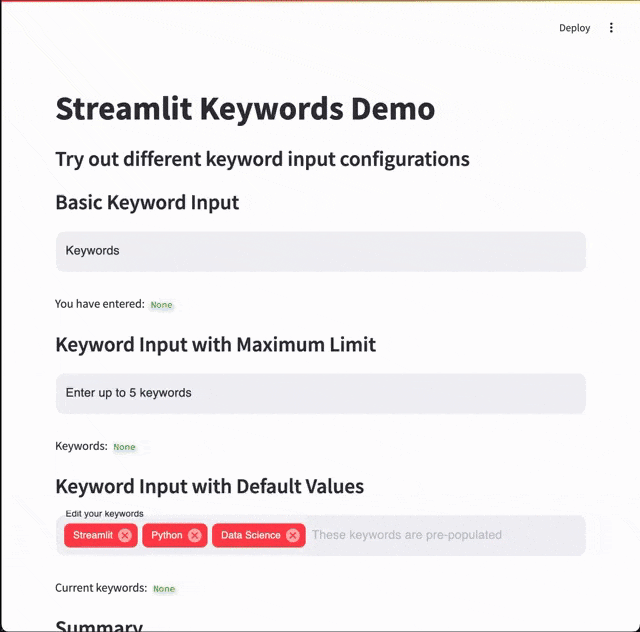 Deploy
Streamlit Keywords Demo
Try out different keyword input configurations
Basic Keyword Input
Keywords
You have entered: None
Keyword Input with Maximum Limit
Enter up to 5 keywords
Keywords: None
Keyword Input with Default Values
Edit your keywords
Streamlit Python Data Science These keywords are pre-populated
Current keywords: None
Summary